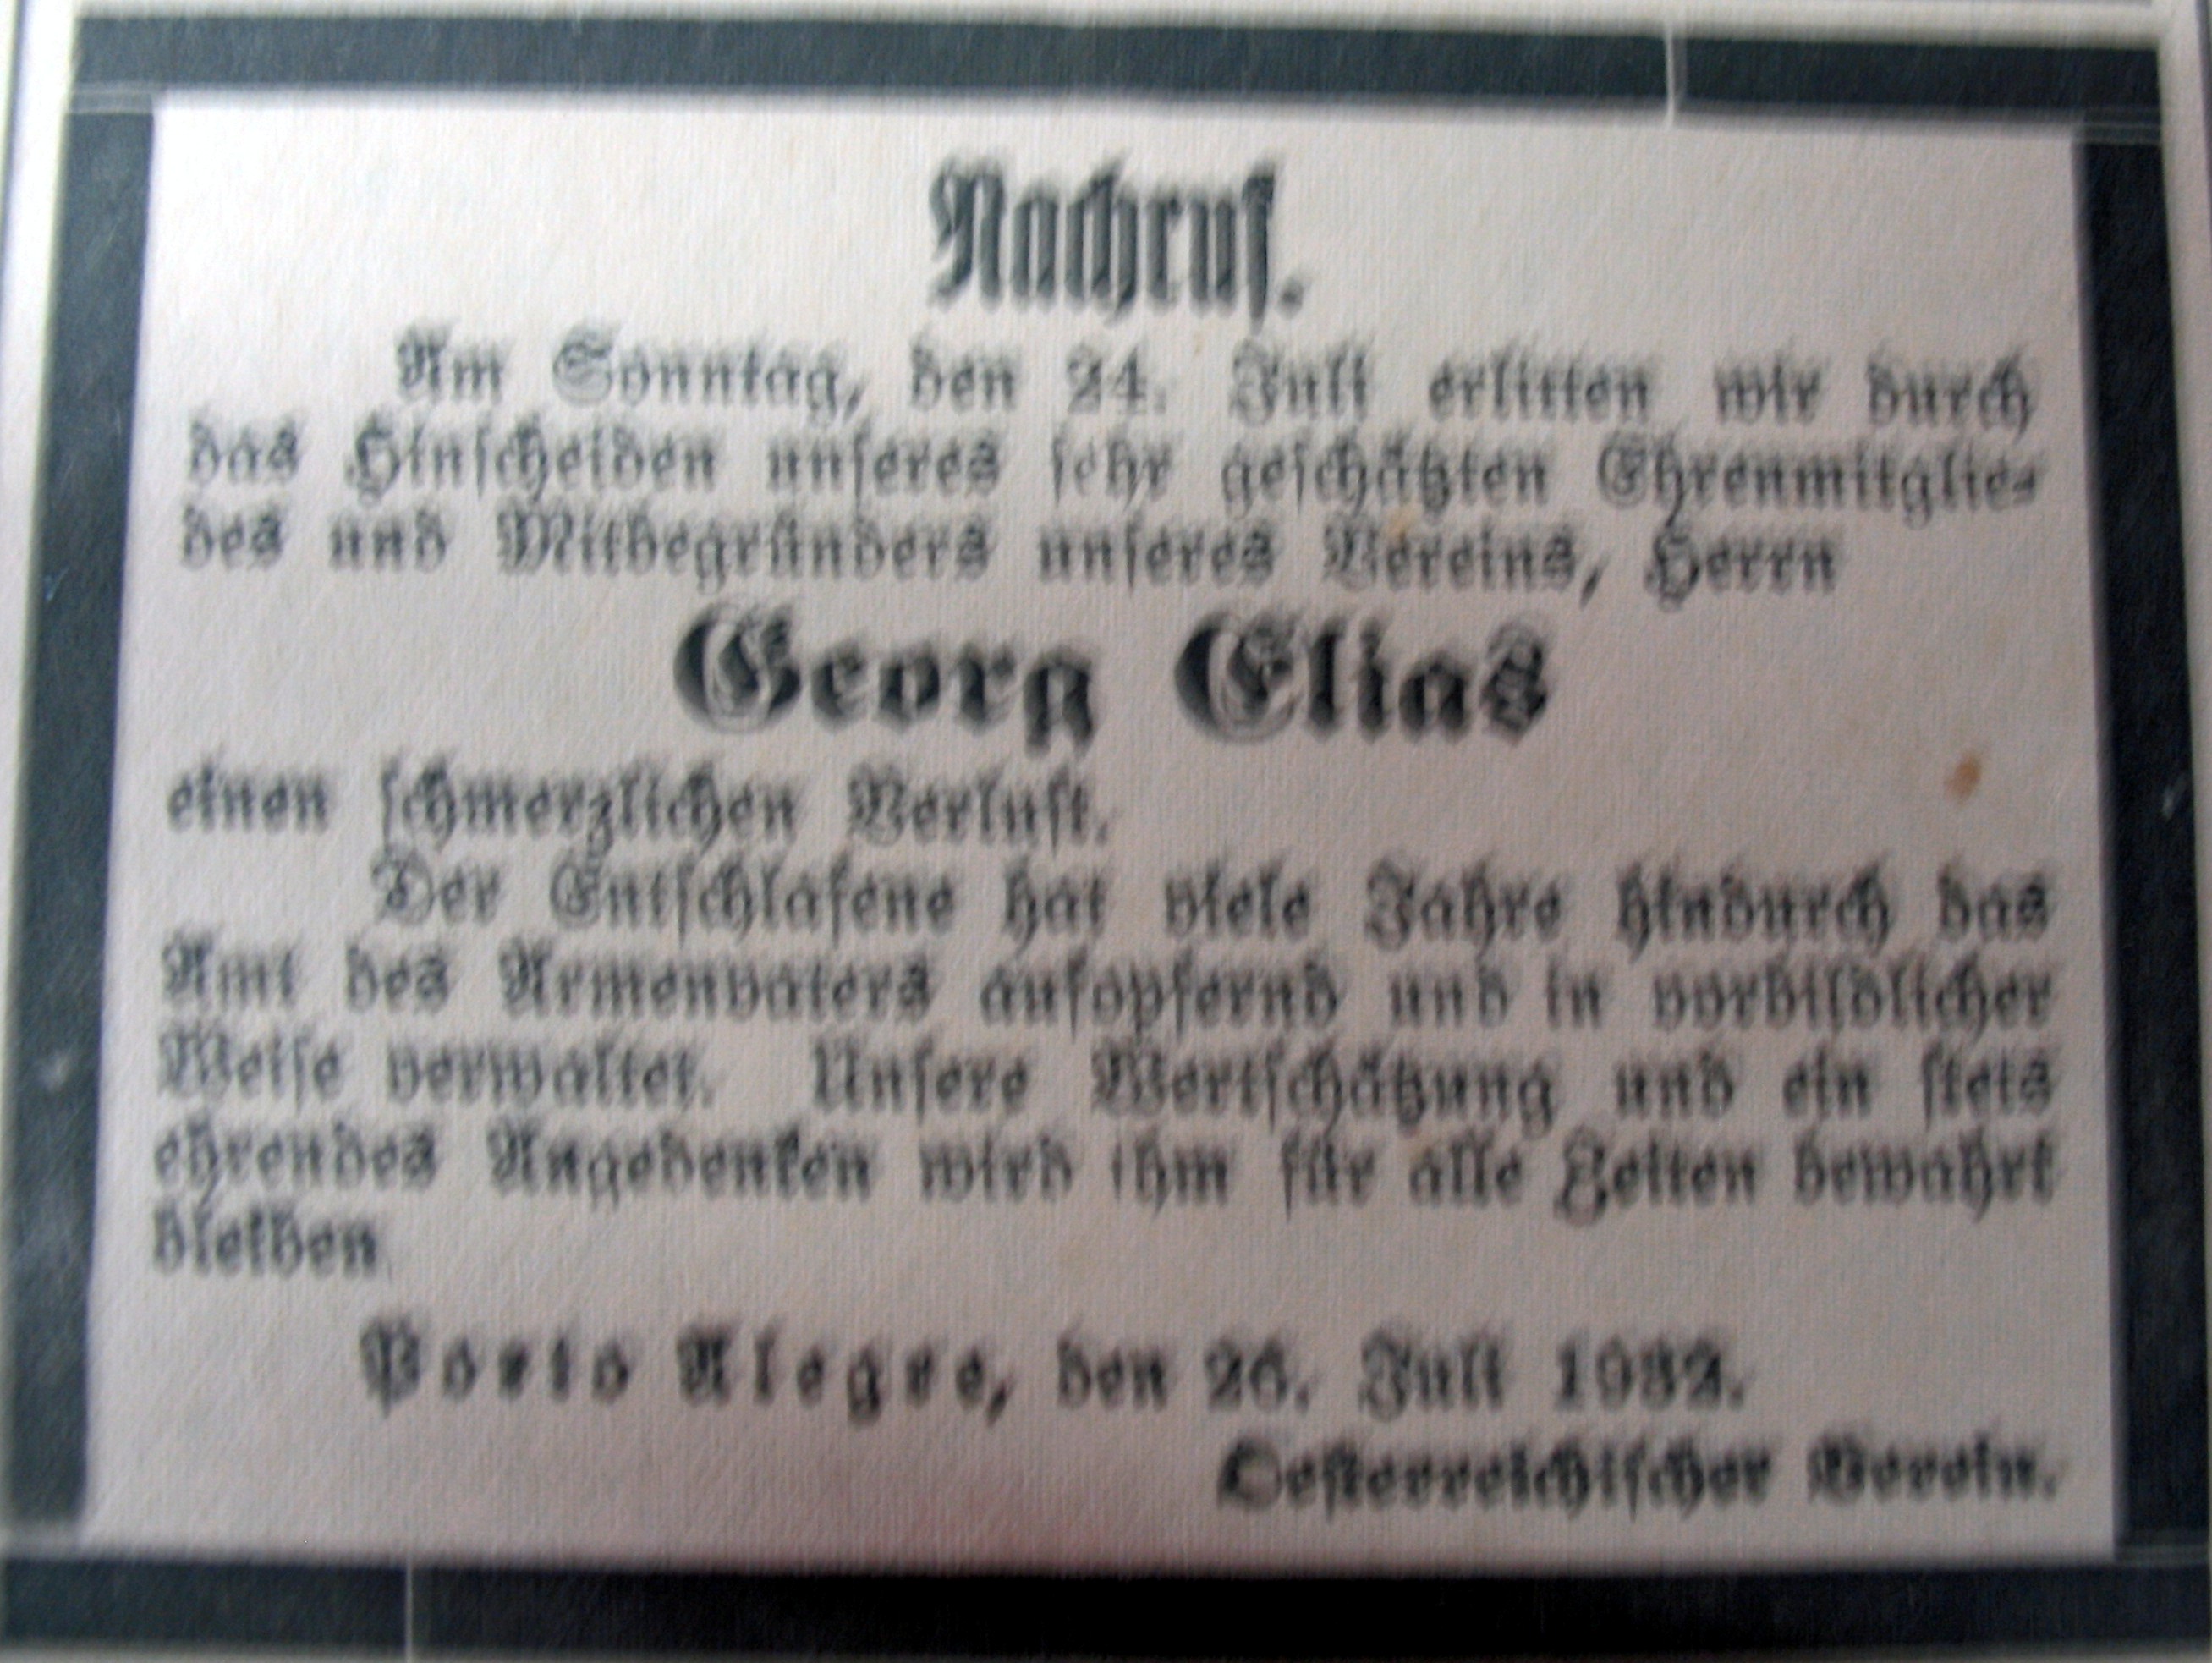 Nachruf.
Am Sonntag, den 24. Juli erlitten wir durch
das Hinscheiden unseres sehr geschätzten Ehrenmitglie-
des und Mitbegründers unseres Vereins, Herrn
Georg Elias
einen schmerzlichen Verlust.
Der Entschlafene hat viele Jahre hindurch das
Amt des Armenvaters aufopfernd und in vorbildlicher
Weise verwaltet. Unsere Wertschätzung und ein stets
ehrendes Angedenken wird ihm für alle Zeiten bewahrt
bleiben
Porto Alegre, den 26. Juli 1932.
Oesterreichischer Verein.